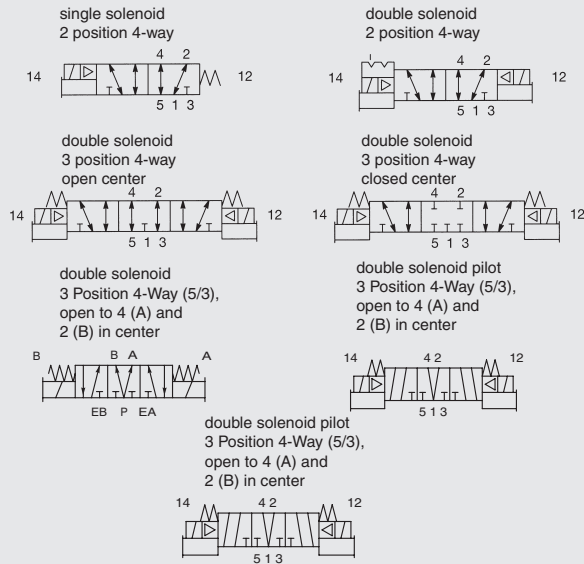 single solenoid
2 position 4-way
4 2
14 12
5 1 3
double solenoid
2 position 4-way
4 2
14 12
5 1 3
double solenoid
3 position 4-way
open center
4 2
14 12
5 1 3
double solenoid
3 position 4-way
closed center
4 2
14 12
5 1 3
double solenoid
3 Position 4-Way (5/3),
open to 4 (A) and
2 (B) in center
B B A A
EB P EA
double solenoid pilot
3 Position 4-Way (5/3),
open to 4 (A) and
2 (B) in center
14 4 2 12
5 1 3
double solenoid pilot
3 Position 4-Way (5/3),
open to 4 (A) and
2 (B) in center
14 4 2 12
5 1 3